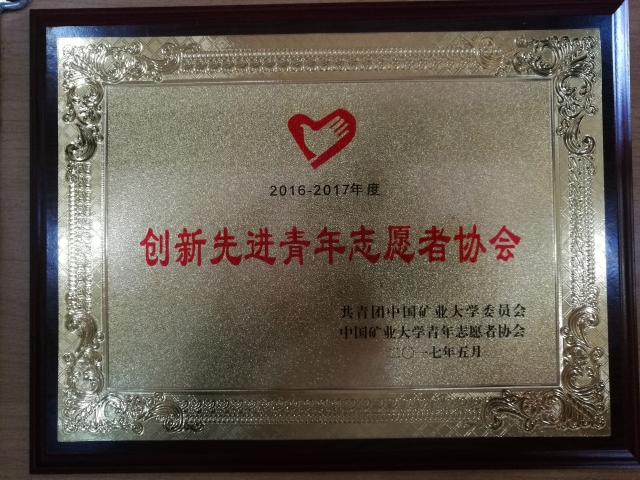 2016-2017年度
创新先进青年志愿者协会
共青团中国矿业大学委员会
中国矿业大学青年志愿者协会
二〇一七年五月